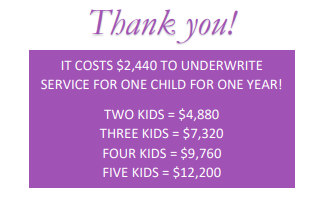 Thank you!
IT COSTS $2,440 TO UNDERWRITE
SERVICE FOR ONE CHILD FOR ONE YEAR!
TWO KIDS = $4,880
THREE KIDS = $7,320
FOUR KIDS = $9,760
FIVE KIDS = $12,200